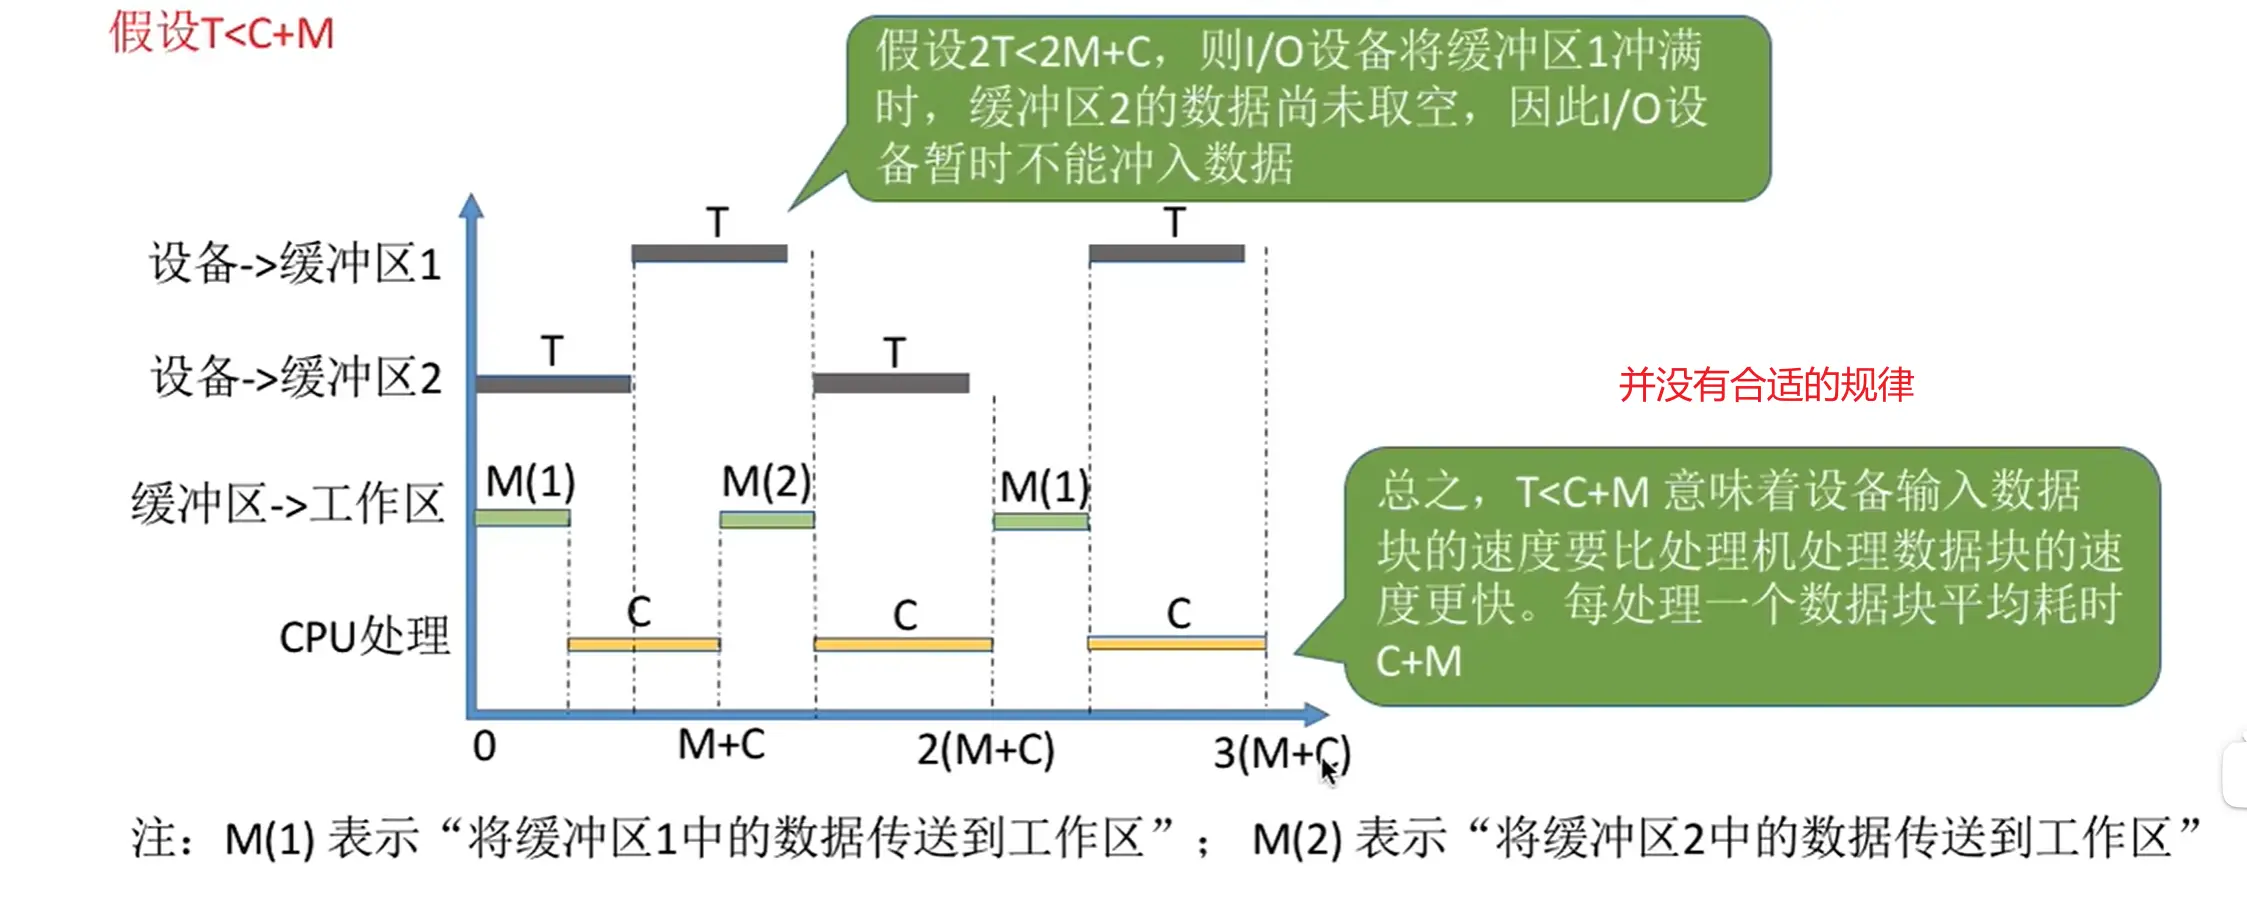 假设T<C+M
假设2T<2M+C，则I/O设备将缓冲区1冲满
时，缓冲区2的数据尚未取空，因此I/O设
备暂时不能冲入数据
T
T
设备->缓冲区1
T
T
设备->缓冲区2
并没有合适的规律
M(1)
M(2)
M(1)
缓冲区->工作区
总之，T<C+M 意味着设备输入数据
块的速度要比处理机处理数据块的速
度更快。每处理一个数据块平均耗时
C+M
C
C
C
CPU处理
0
M+C
2(M+C)
3(M+C)
注：M(1) 表示“将缓冲区1中的数据传送到工作区”； M(2) 表示“将缓冲区2中的数据传送到工作区”